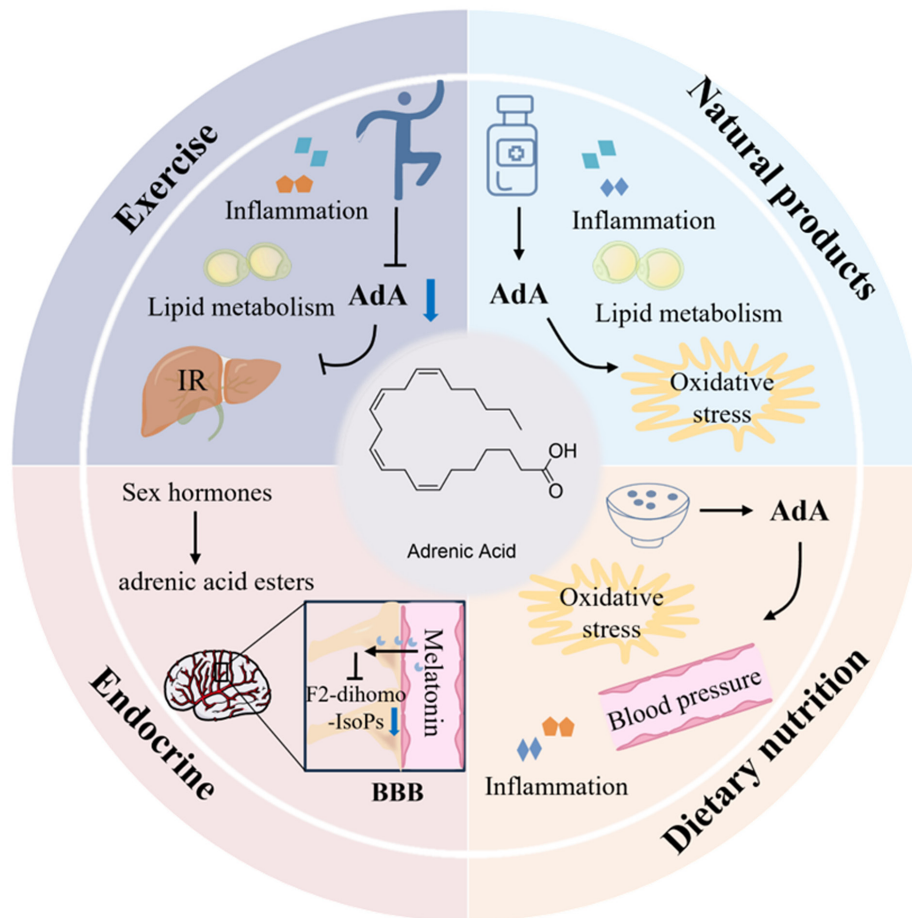 Exercise
Inflammation
Lipid metabolism
AdA
IR
Natural products
Inflammation
AdA
Lipid metabolism
Oxidative
stress
OH
O
Adrenic Acid
Sex hormones
adrenic acid esters
Melatonin
F2-dihomo
-IsoPs
BBB
Endocrine
AdA
Oxidative
stress
Blood pressure
Inflammation
Dietary nutrition